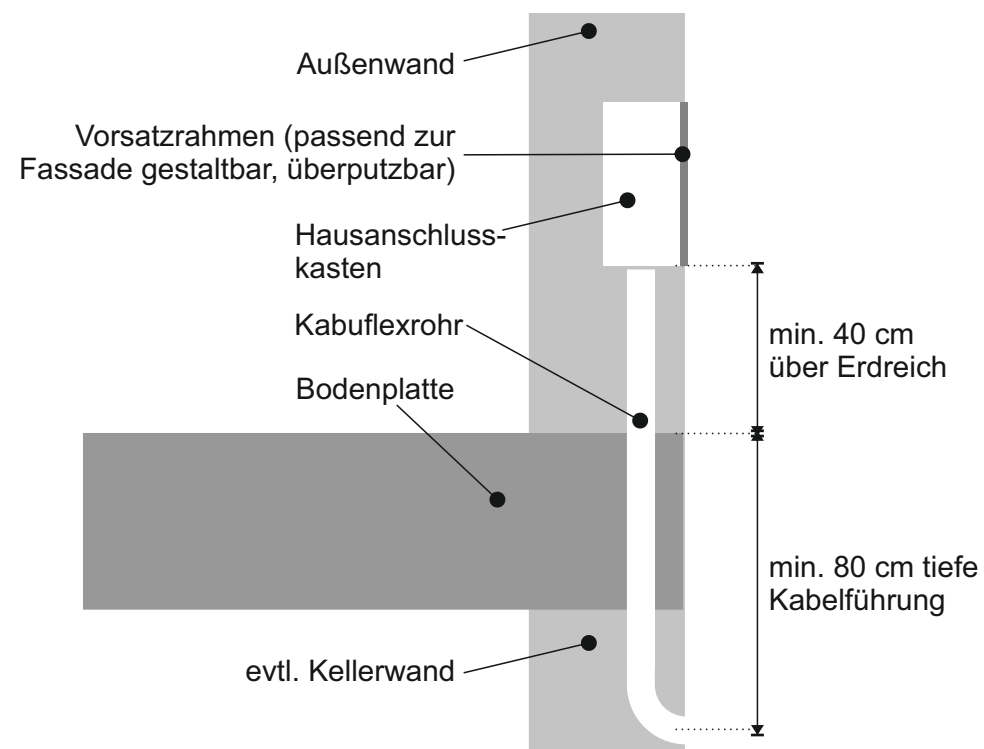 Außenwand
Vorsatzrahmen (passend zur
Fassade gestaltbar, überputzbar)
Hausanschluss-
kasten
Kabuflexrohr
Bodenplatte
min. 40 cm
über Erdreich
min. 80 cm tiefe
Kabelführung
evtl. Kellerwand